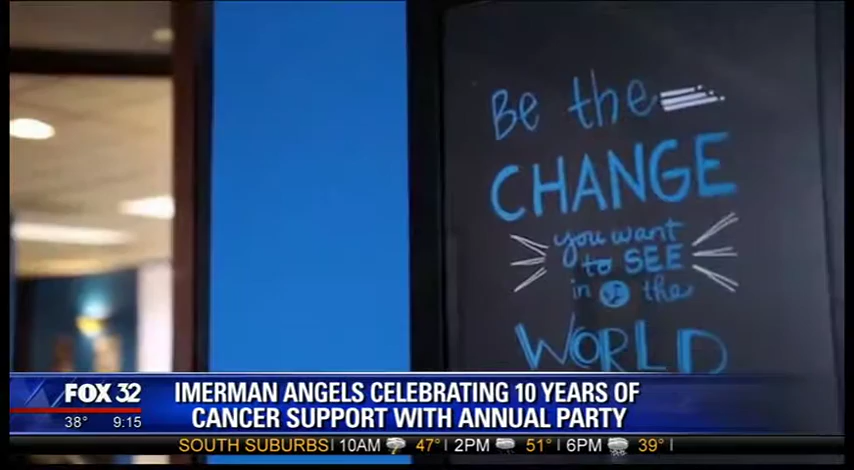 Be the
CHANGE
you want
to SEE
in the
WORLD
FOX 32
38° 9:15
IMERMAN ANGELS CELEBRATING 10 YEARS OF
CANCER SUPPORT WITH ANNUAL PARTY
SOUTH SUBURBS| 10AM 47° | 2PM 51° | 6PM 39° |